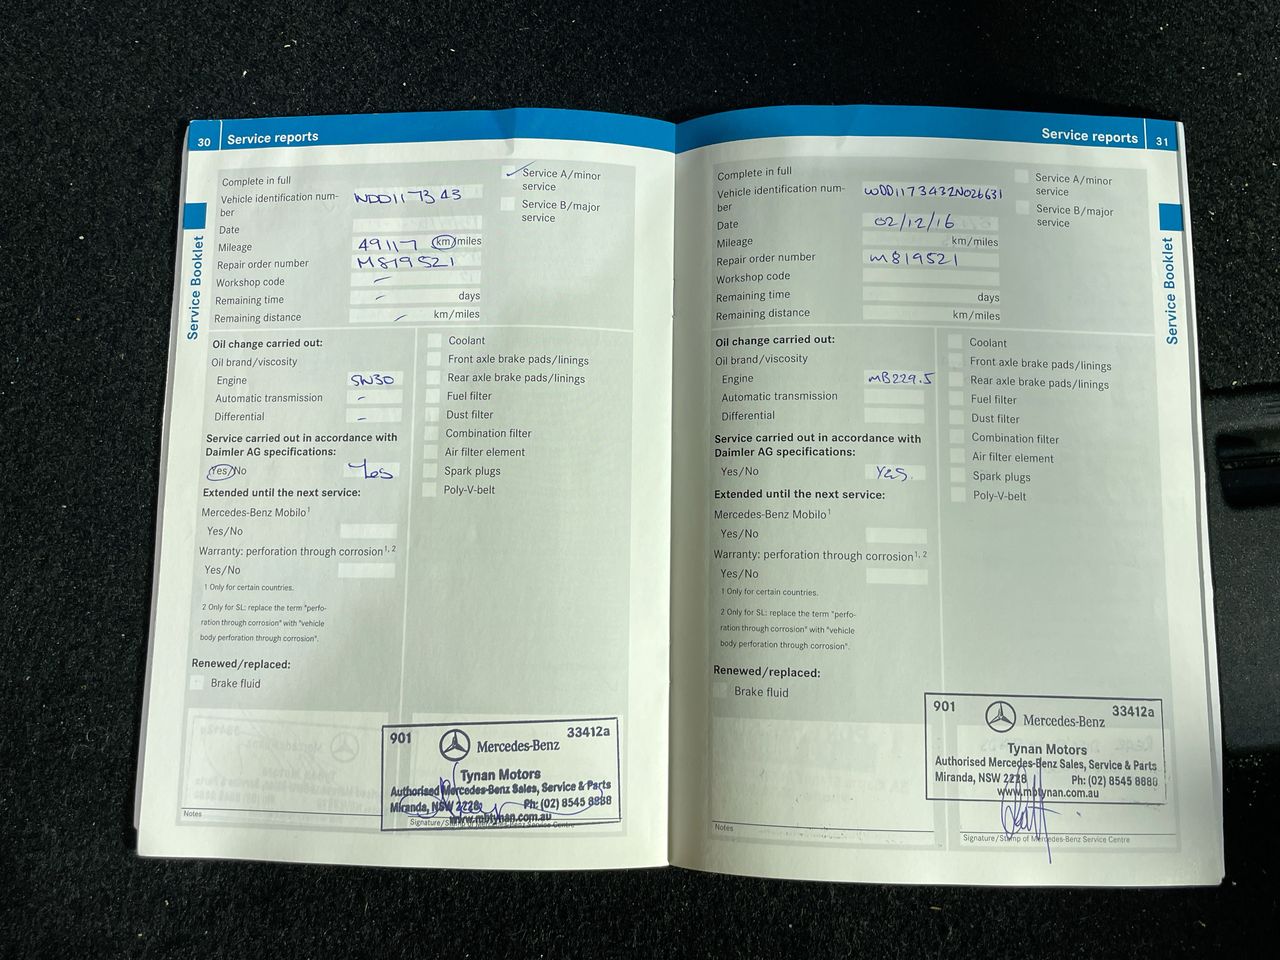 30 Service reports
Complete in full
Service A/minor
service
Vehicle identification num-
ber
WDD117343
Service B/major
service
Date
Mileage 49117 km/miles
Repair order number M819521
Workshop code –
Remaining time – days
Remaining distance – km/miles
Service Booklet
Oil change carried out:
Oil brand/viscosity
Engine 5W30
Automatic transmission –
Differential –
Service carried out in accordance with
Daimler AG specifications:
Yes/No Yes
Extended until the next service:
Mercedes-Benz Mobilo1
Yes/No
Warranty: perforation through corrosion1, 2
Yes/No
1 Only for certain countries.
2 Only for SL: replace the term "perfo-
ration through corrosion" with "vehicle
body perforation through corrosion".
Renewed/replaced:
Brake fluid
Coolant
Front axle brake pads/linings
Rear axle brake pads/linings
Fuel filter
Dust filter
Combination filter
Air filter element
Spark plugs
Poly-V-belt
901 Mercedes-Benz 33412a
Tynan Motors
Authorised Mercedes-Benz Sales, Service & Parts
Miranda, NSW 2228 Ph: (02) 8545 8888
www.mbtynan.com.au
Notes
Signature/Stamp of Mercedes-Benz Service Centre
Service reports 31
Complete in full
Service A/minor
service
Vehicle identification num-
ber
WDD1173432N026631
Service B/major
service
Date 02/12/16
Mileage km/miles
Repair order number M819521
Workshop code
Remaining time days
Remaining distance km/miles
Service Booklet
Oil change carried out:
Oil brand/viscosity
Engine MB229.5
Automatic transmission
Differential
Service carried out in accordance with
Daimler AG specifications:
Yes/No Yes.
Extended until the next service:
Mercedes-Benz Mobilo1
Yes/No
Warranty: perforation through corrosion1, 2
Yes/No
1 Only for certain countries.
2 Only for SL: replace the term "perfo-
ration through corrosion" with "vehicle
body perforation through corrosion".
Renewed/replaced:
Brake fluid
Coolant
Front axle brake pads/linings
Rear axle brake pads/linings
Fuel filter
Dust filter
Combination filter
Air filter element
Spark plugs
Poly-V-belt
901 Mercedes-Benz 33412a
Tynan Motors
Authorised Mercedes-Benz Sales, Service & Parts
Miranda, NSW 2228 Ph: (02) 8545 8888
www.mbtynan.com.au
Notes
Signature/Stamp of Mercedes-Benz Service Centre